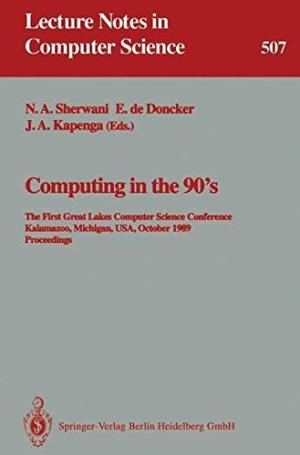 Lecture Notes in
Computer Science
507
N. A. Sherwani E. de Doncker
J. A. Kapenga (Eds.)
Computing in the 90's
The First Great Lakes Computer Science Conference
Kalamazoo, Michigan, USA, October 1989
Proceedings
Springer-Verlag Berlin Heidelberg GmbH